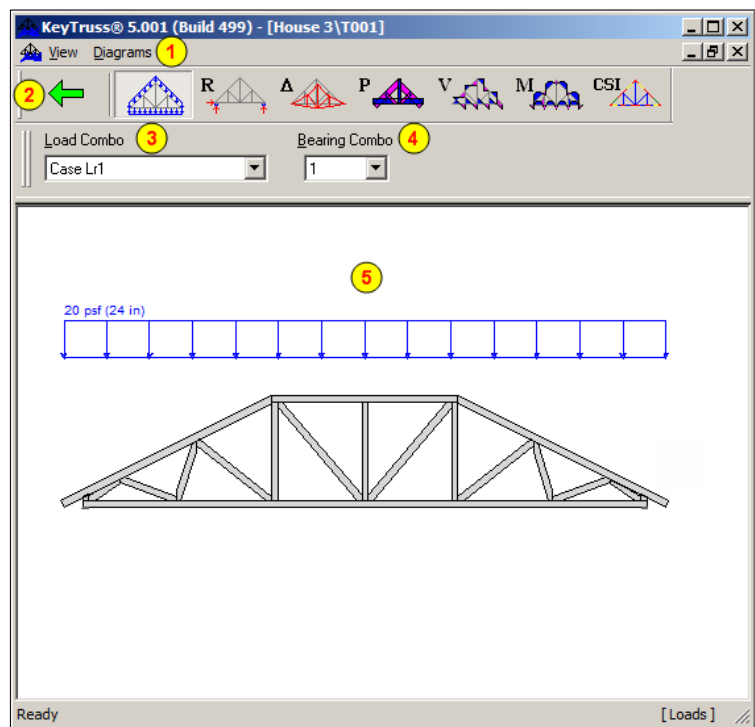 KeyTruss® 5.001 (Build 499) - [House 3\T001]
View Diagrams 1
2 R Δ P V M CSI
Load Combo 3 Bearing Combo 4
Case Lr1 1
5
20 psf (24 in)
Ready [ Loads ]